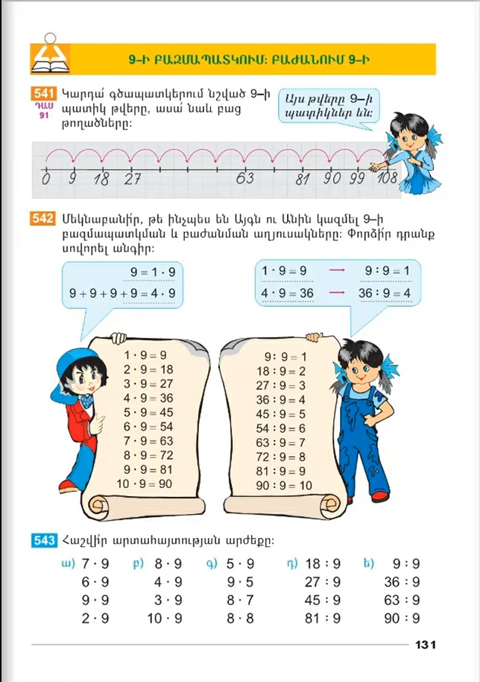 9-Ի ԲԱԶՄԱՊԱՏԿՈՒՄ: ԲԱԺԱՆՈՒՄ 9-Ի
541 Կարդա՛ գծապատկերում նշված 9–ի
ԴԱՍ պատիկ թվերը, ասա՛ նաև բաց
91 թողածները:
Այս թվերը 9–ի
պատիկներ են:
0 9 18 27 63 81 90 99 108
542 Մեկնաբանի՛ր, թե ինչպես են Այգն ու Անին կազմել 9–ի
բազմապատկման և բաժանման աղյուսակները: Փորձի՛ր դրանք
սովորել անգիր:
9 = 1 · 9
9 + 9 + 9 + 9 = 4 · 9
1 · 9 = 9 → 9 : 9 = 1
4 · 9 = 36 → 36 : 9 = 4
1 · 9 = 9
2 · 9 = 18
3 · 9 = 27
4 · 9 = 36
5 · 9 = 45
6 · 9 = 54
7 · 9 = 63
8 · 9 = 72
9 · 9 = 81
10 · 9 = 90
9 : 9 = 1
18 : 9 = 2
27 : 9 = 3
36 : 9 = 4
45 : 9 = 5
54 : 9 = 6
63 : 9 = 7
72 : 9 = 8
81 : 9 = 9
90 : 9 = 10
543 Հաշվի՛ր արտահայտության արժեքը:
ա) 7 · 9 բ) 8 · 9 գ) 5 · 9 դ) 18 : 9 ե) 9 : 9
6 · 9 4 · 9 9 · 5 27 : 9 36 : 9
9 · 9 3 · 9 8 · 7 45 : 9 63 : 9
2 · 9 10 · 9 8 · 8 81 : 9 90 : 9
131